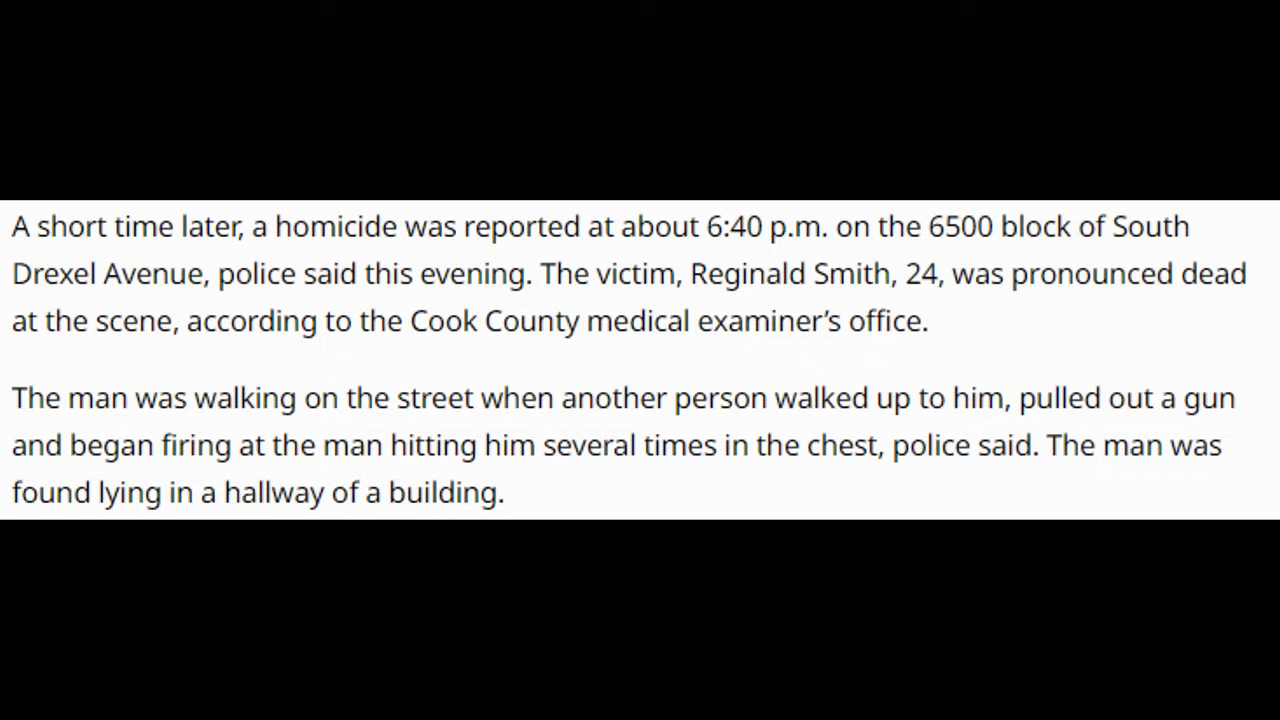 A short time later, a homicide was reported at about 6:40 p.m. on the 6500 block of South
Drexel Avenue, police said this evening. The victim, Reginald Smith, 24, was pronounced dead
at the scene, according to the Cook County medical examiner’s office.
The man was walking on the street when another person walked up to him, pulled out a gun
and began firing at the man hitting him several times in the chest, police said. The man was
found lying in a hallway of a building.